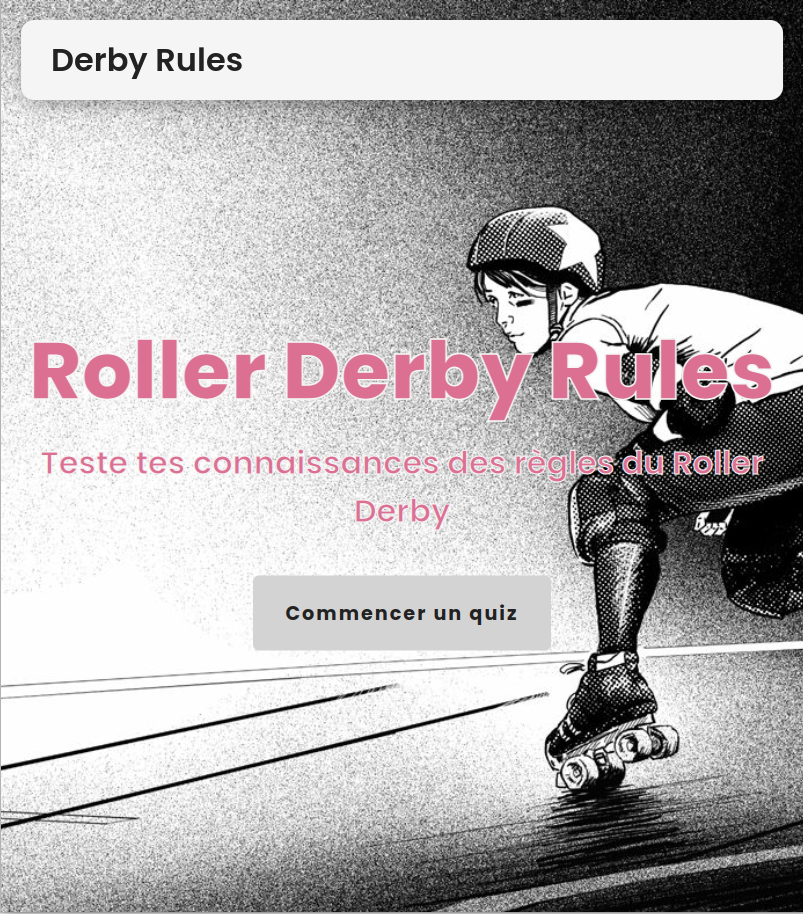 Derby Rules
Roller Derby Rules
Teste tes connaissances des règles du Roller
Derby
Commencer un quiz